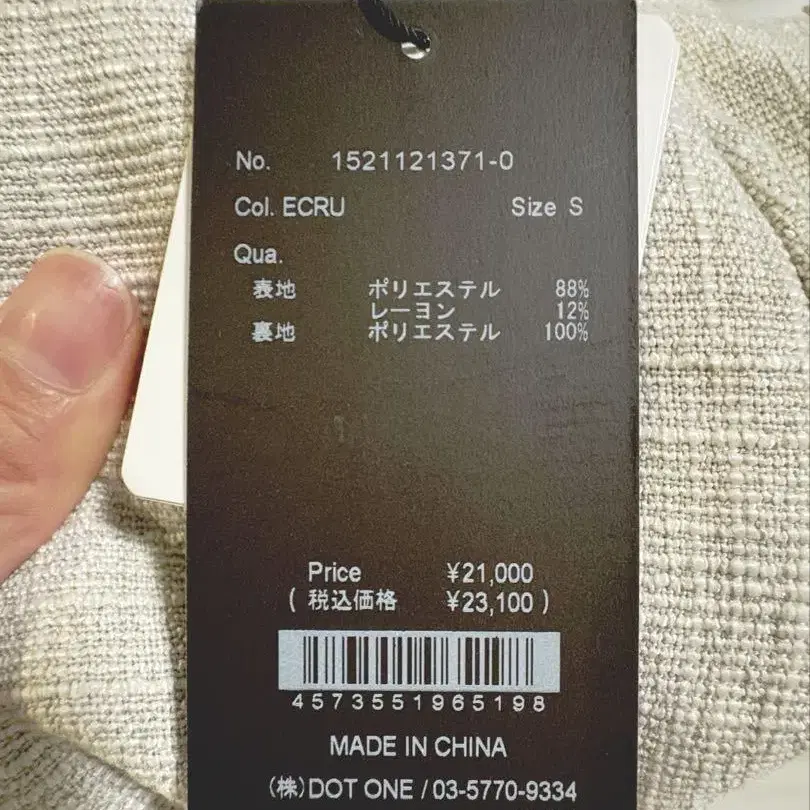 No. 1521121371-0
Col. ECRU Size S
Qua.
表地 ポリエステル 88%
レーヨン 12%
裏地 ポリエステル 100%
Price ¥21,000
( 税込価格 ¥23,100 )
4573551965198
MADE IN CHINA
(株)DOT ONE / 03-5770-9334